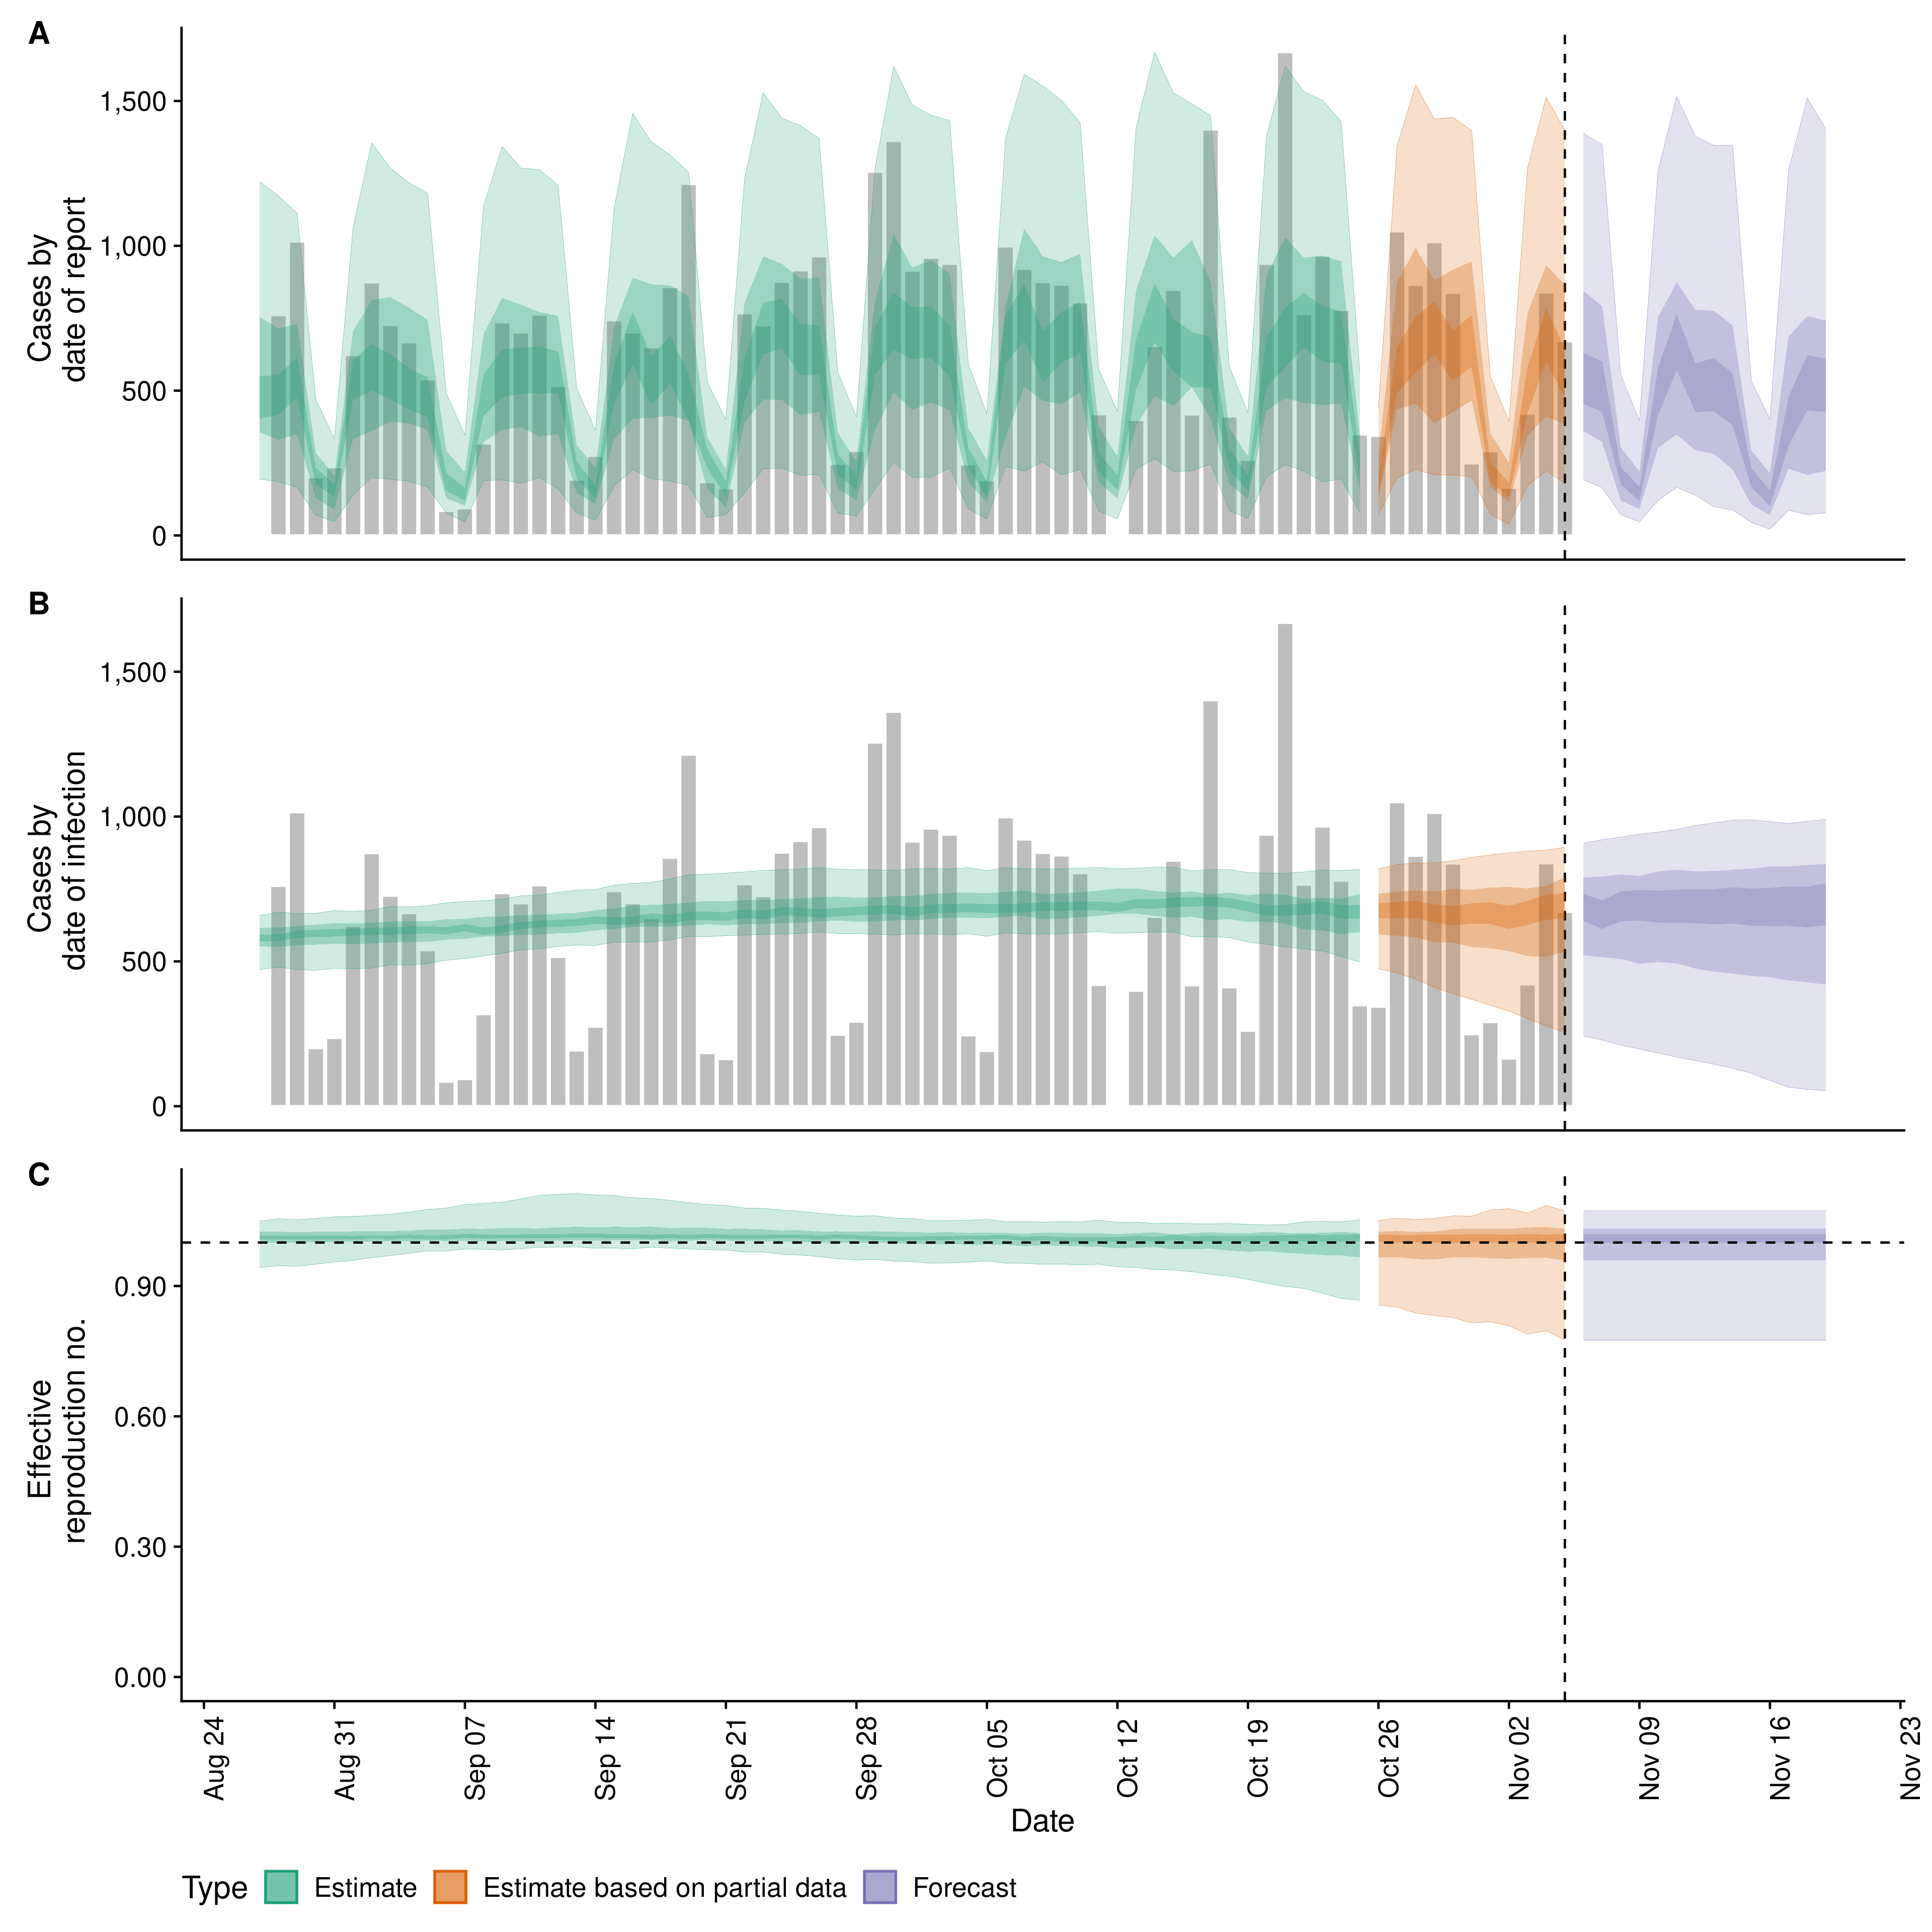 A
Cases by
date of report
1,500
1,000
500
0
B
Cases by
date of infection
1,500
1,000
500
0
C
Effective
reproduction no.
0.90
0.60
0.30
0.00
Aug 24
Aug 31
Sep 07
Sep 14
Sep 21
Sep 28
Oct 05
Oct 12
Oct 19
Oct 26
Nov 02
Nov 09
Nov 16
Nov 23
Date
Type
Estimate
Estimate based on partial data
Forecast